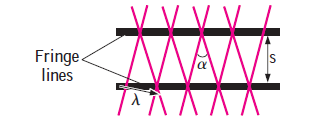 Fringe
lines
α
s
λ